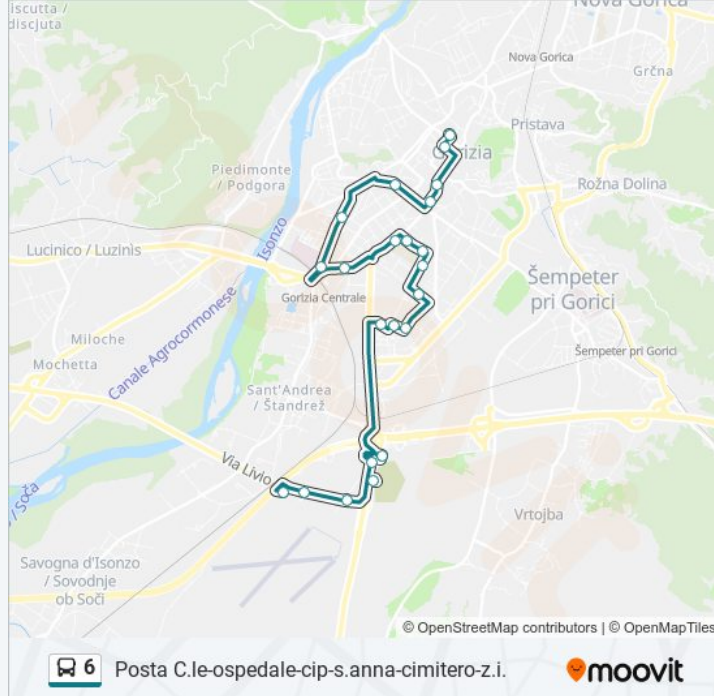 iscutta /
discjuta
Nova Gorica
Nova Gorica
Grčna
Pristava
Gorizia
Piedimonte
/ Podgora
Rožna Dolina
Isonzo
Lucinico / Luzinis
Šempeter
pri Gorici
Gorizia Centrale
Canale Agrocormonese
Miloche
Šempeter pri Gorici
Mochetta
Sant'Andrea
/ Štandrež
Via Livio
/ Soča
Vrtojba
Savogna d'Isonzo
/ Sovodnje
ob Soči
© OpenStreetMap contributors | © OpenMapTiles
6 Posta C.le-ospedale-cip-s.anna-cimitero-z.i. moovit